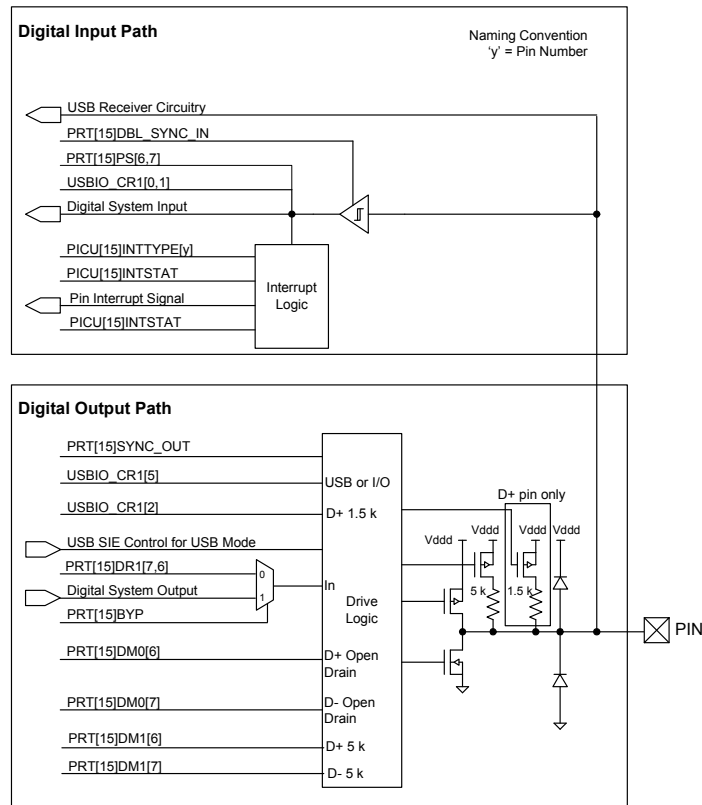 Digital Input Path
Naming Convention
'y' = Pin Number
USB Receiver Circuitry
PRT[15]DBL_SYNC_IN
PRT[15]PS[6,7]
USBIO_CR1[0,1]
Digital System Input
PICU[15]INTTYPE[y]
PICU[15]INTSTAT
Pin Interrupt Signal
PICU[15]INTSTAT
Interrupt
Logic
Digital Output Path
PRT[15]SYNC_OUT
USBIO_CR1[5]
USB or I/O
USBIO_CR1[2]
D+ 1.5 k
D+ pin only
USB SIE Control for USB Mode
Vddd
Vddd
Vddd
Vddd
PRT[15]DR1[7,6]
0
Digital System Output
1
In
5 k
1.5 k
PRT[15]BYP
Drive
Logic
PIN
PRT[15]DM0[6]
D+ Open
Drain
PRT[15]DM0[7]
D- Open
Drain
PRT[15]DM1[6]
D+ 5 k
PRT[15]DM1[7]
D- 5 k